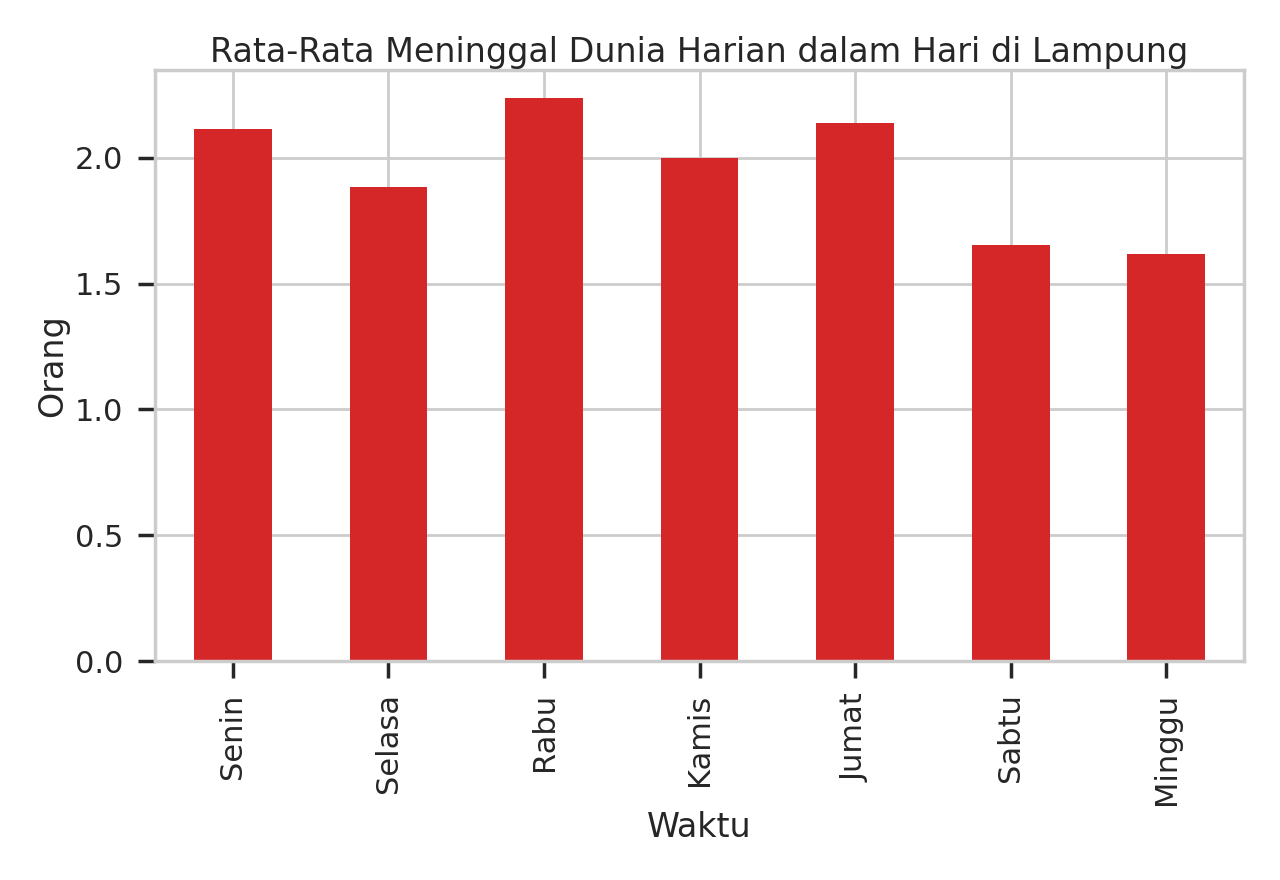 Rata-Rata Meninggal Dunia Harian dalam Hari di Lampung
Orang
2.0
1.5
1.0
0.5
0.0
Senin
Selasa
Rabu
Kamis
Jumat
Sabtu
Minggu
Waktu